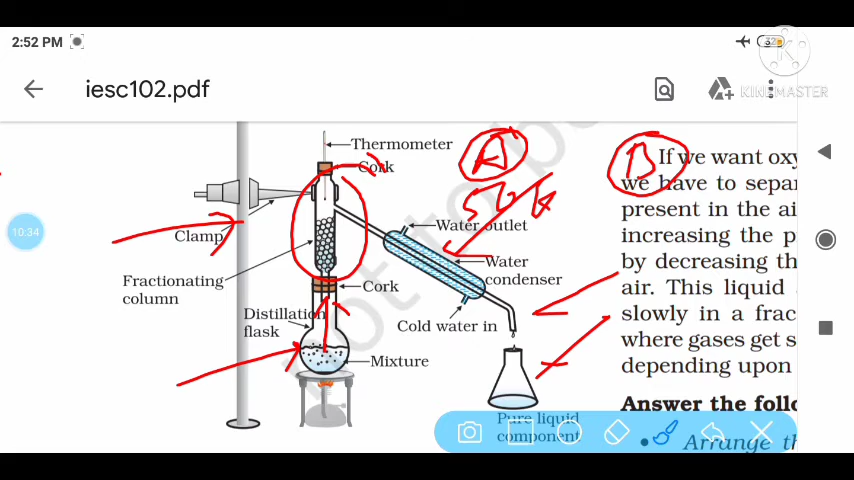 2:52 PM
32
iesc102.pdf
KINEMASTER
Thermometer
Cork
A
B
If we want oxy
we have to separ
present in the ai
increasing the p
by decreasing th
air. This liquid
slowly in a frac
where gases get s
depending upon
Water outlet
Clamp
10:34
Water
condenser
Fractionating
column
Cork
Distillation
flask
Cold water in
Mixture
Answer the follo
Pure liquid
component
• Arrange th
not to b